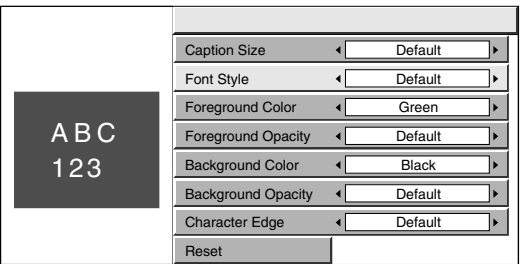 ABC
123
Caption Size Default
Font Style Default
Foreground Color Green
Foreground Opacity Default
Background Color Black
Background Opacity Default
Character Edge Default
Reset